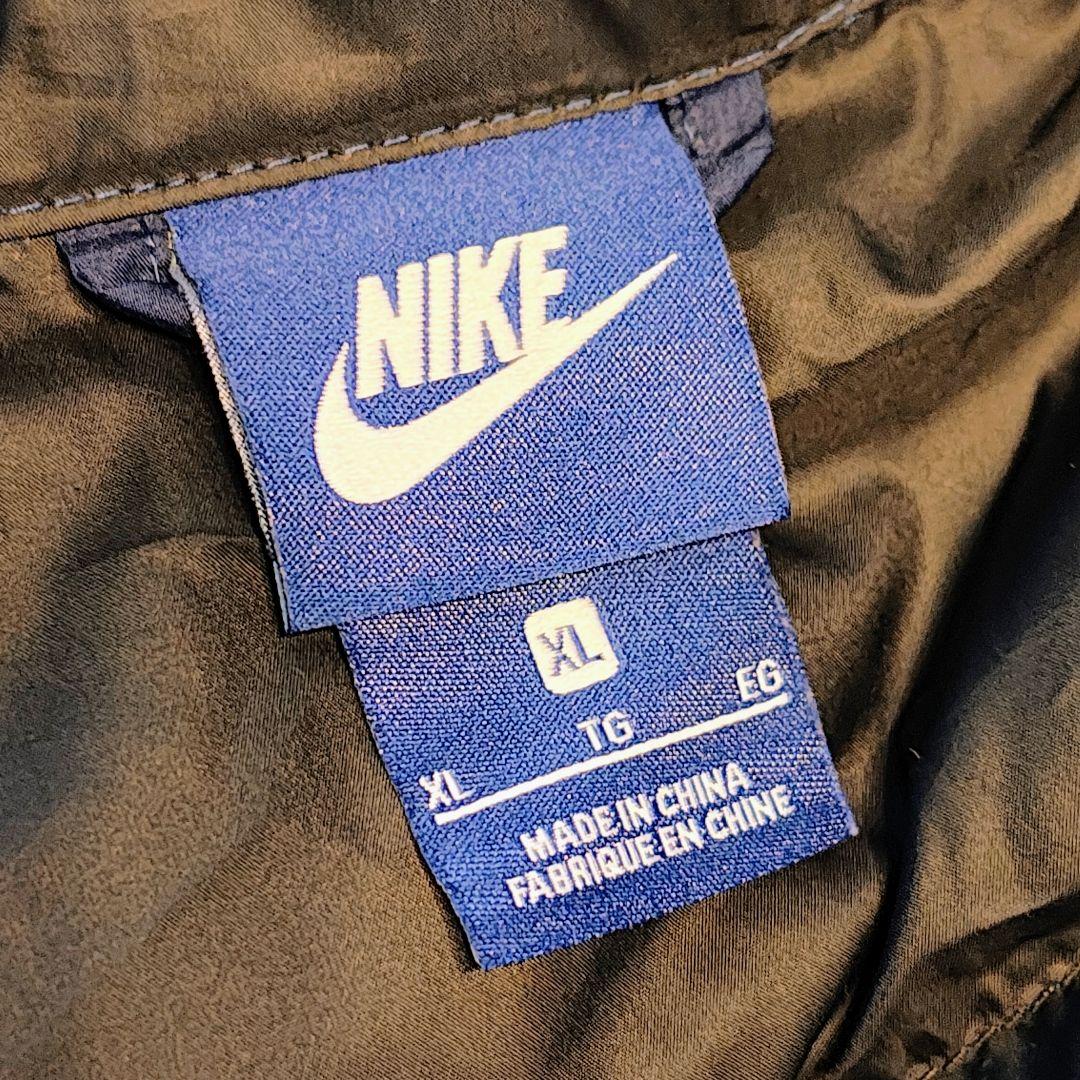 NIKE
XL
XL TG EG
MADE IN CHINA
FABRIQUE EN CHINE